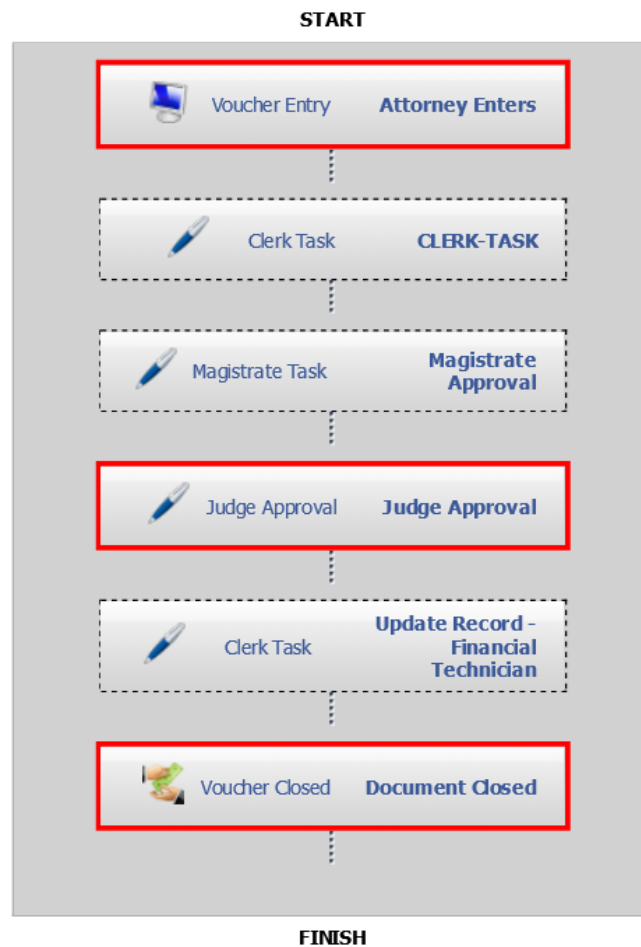 START
Voucher Entry Attorney Enters
Clerk Task CLERK-TASK
Magistrate Task Magistrate
Approval
Judge Approval Judge Approval
Update Record -
Clerk Task Financial
Technician
Voucher Closed Document Closed
FINISH